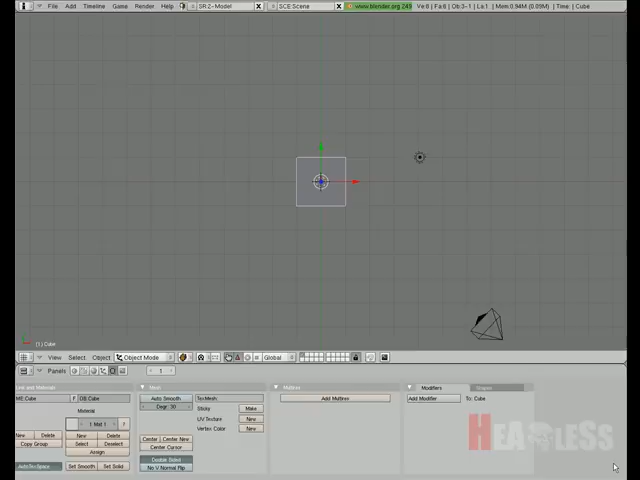 File Add Timeline Game Render Help SR:2-Model SCE:Scene www.blender.org 243 Ve:8 | Fa:6 | Ob:3-1 | La:1 | Mem:0.94M (0.09M) | Time: | Cube
(1) Cube
View Select Object Object Mode Global
Panels 1
Link and Materials Mesh Multires Modifiers Shapes
ME:Cube F OB:Cube Auto Smooth TexMesh: Add Multires Add Modifier To: Cube
Material Degr: 30 Sticky Make
1 Mat 1 ? UV Texture New
New Delete New Delete Vertex Color New
Copy Group Select Deselect Center Center New
Assign Center Cursor
AutoTexSpace Set Smooth Set Solid Double Sided
No V.Normal Flip
HEADLESS